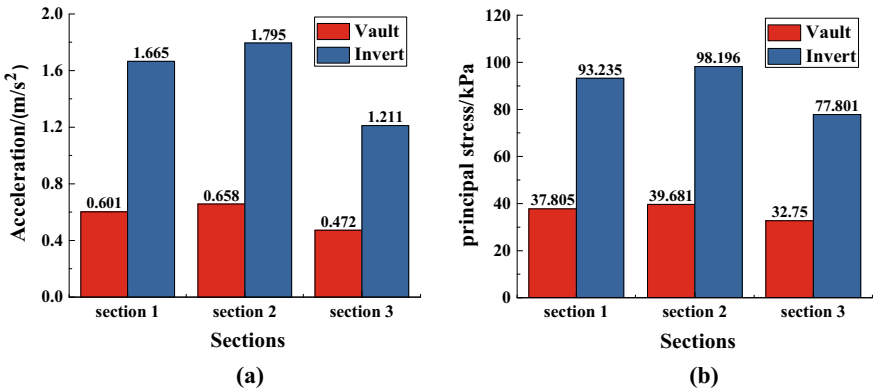 2.0
1.6
1.2
0.8
0.4
0.0
Acceleration/(m/s²)
Vault
Invert
0.601
1.665
0.658
1.795
0.472
1.211
section 1
section 2
section 3
Sections
(a)
120
100
80
60
40
20
0
principal stress/kPa
Vault
Invert
37.805
93.235
39.681
98.196
32.75
77.801
section 1
section 2
section 3
Sections
(b)